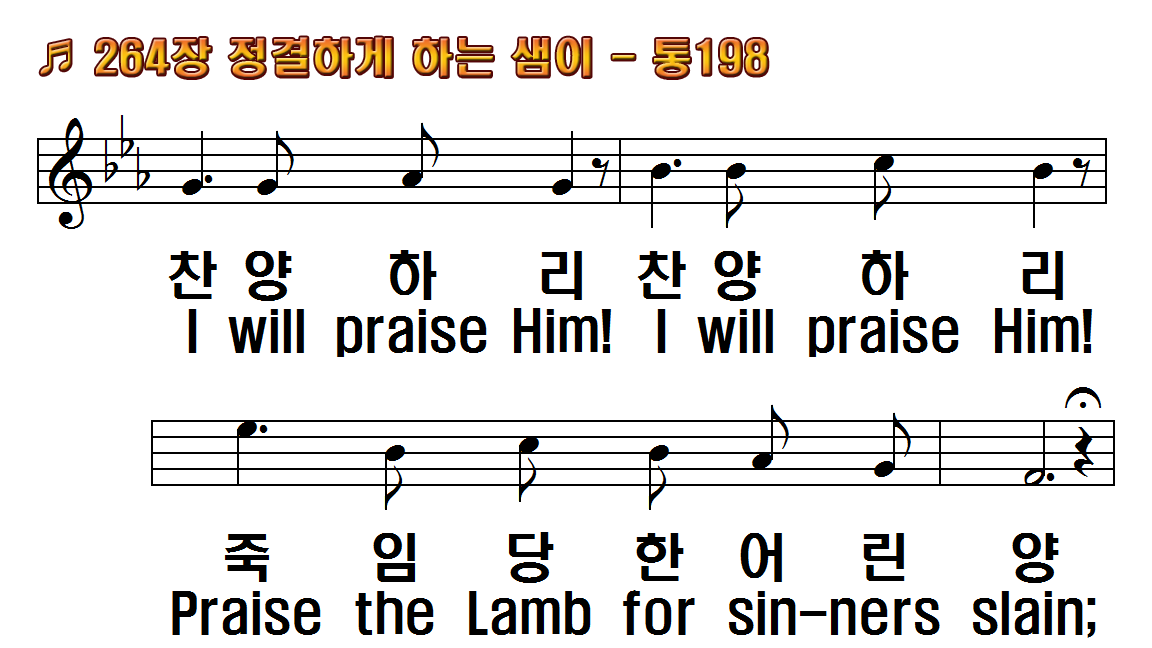 ♬ 264장 정결하게 하는 샘이 - 통198
찬 양 하 리 찬 양 하 리
I will praise Him! I will praise Him!
죽 임 당 한 어 린 양
Praise the Lamb for sin-ners slain;